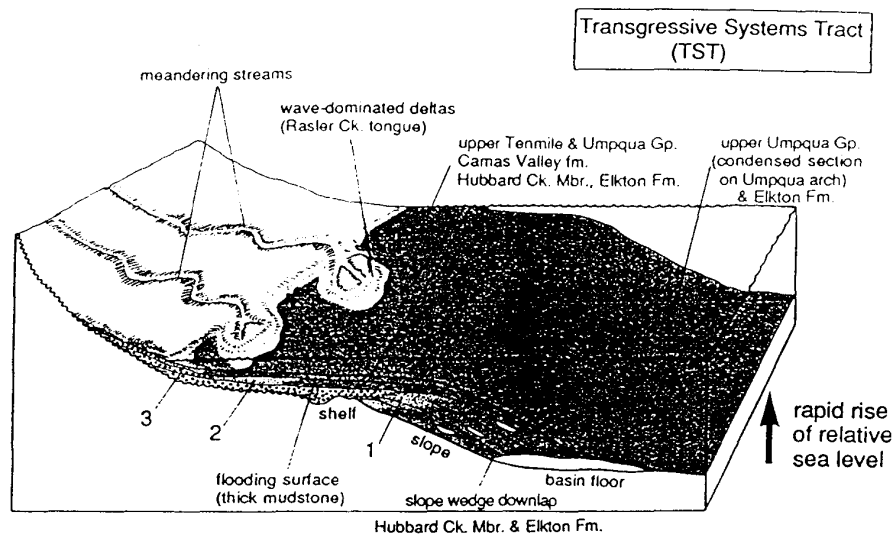 Transgressive Systems Tract
(TST)
meandering streams
wave-dominated deltas
(Rasler Ck. tongue)
upper Tenmile & Umpqua Gp.
Camas Valley fm.
Hubbard Ck. Mbr., Elkton Fm.
upper Umpqua Gp.
(condensed section
on Umpqua arch)
& Elkton Fm.
3
2
shelf
1
slope
flooding surface
(thick mudstone)
basin floor
slope wedge downlap
Hubbard Ck. Mbr. & Elkton Fm.
rapid rise
of relative
sea level